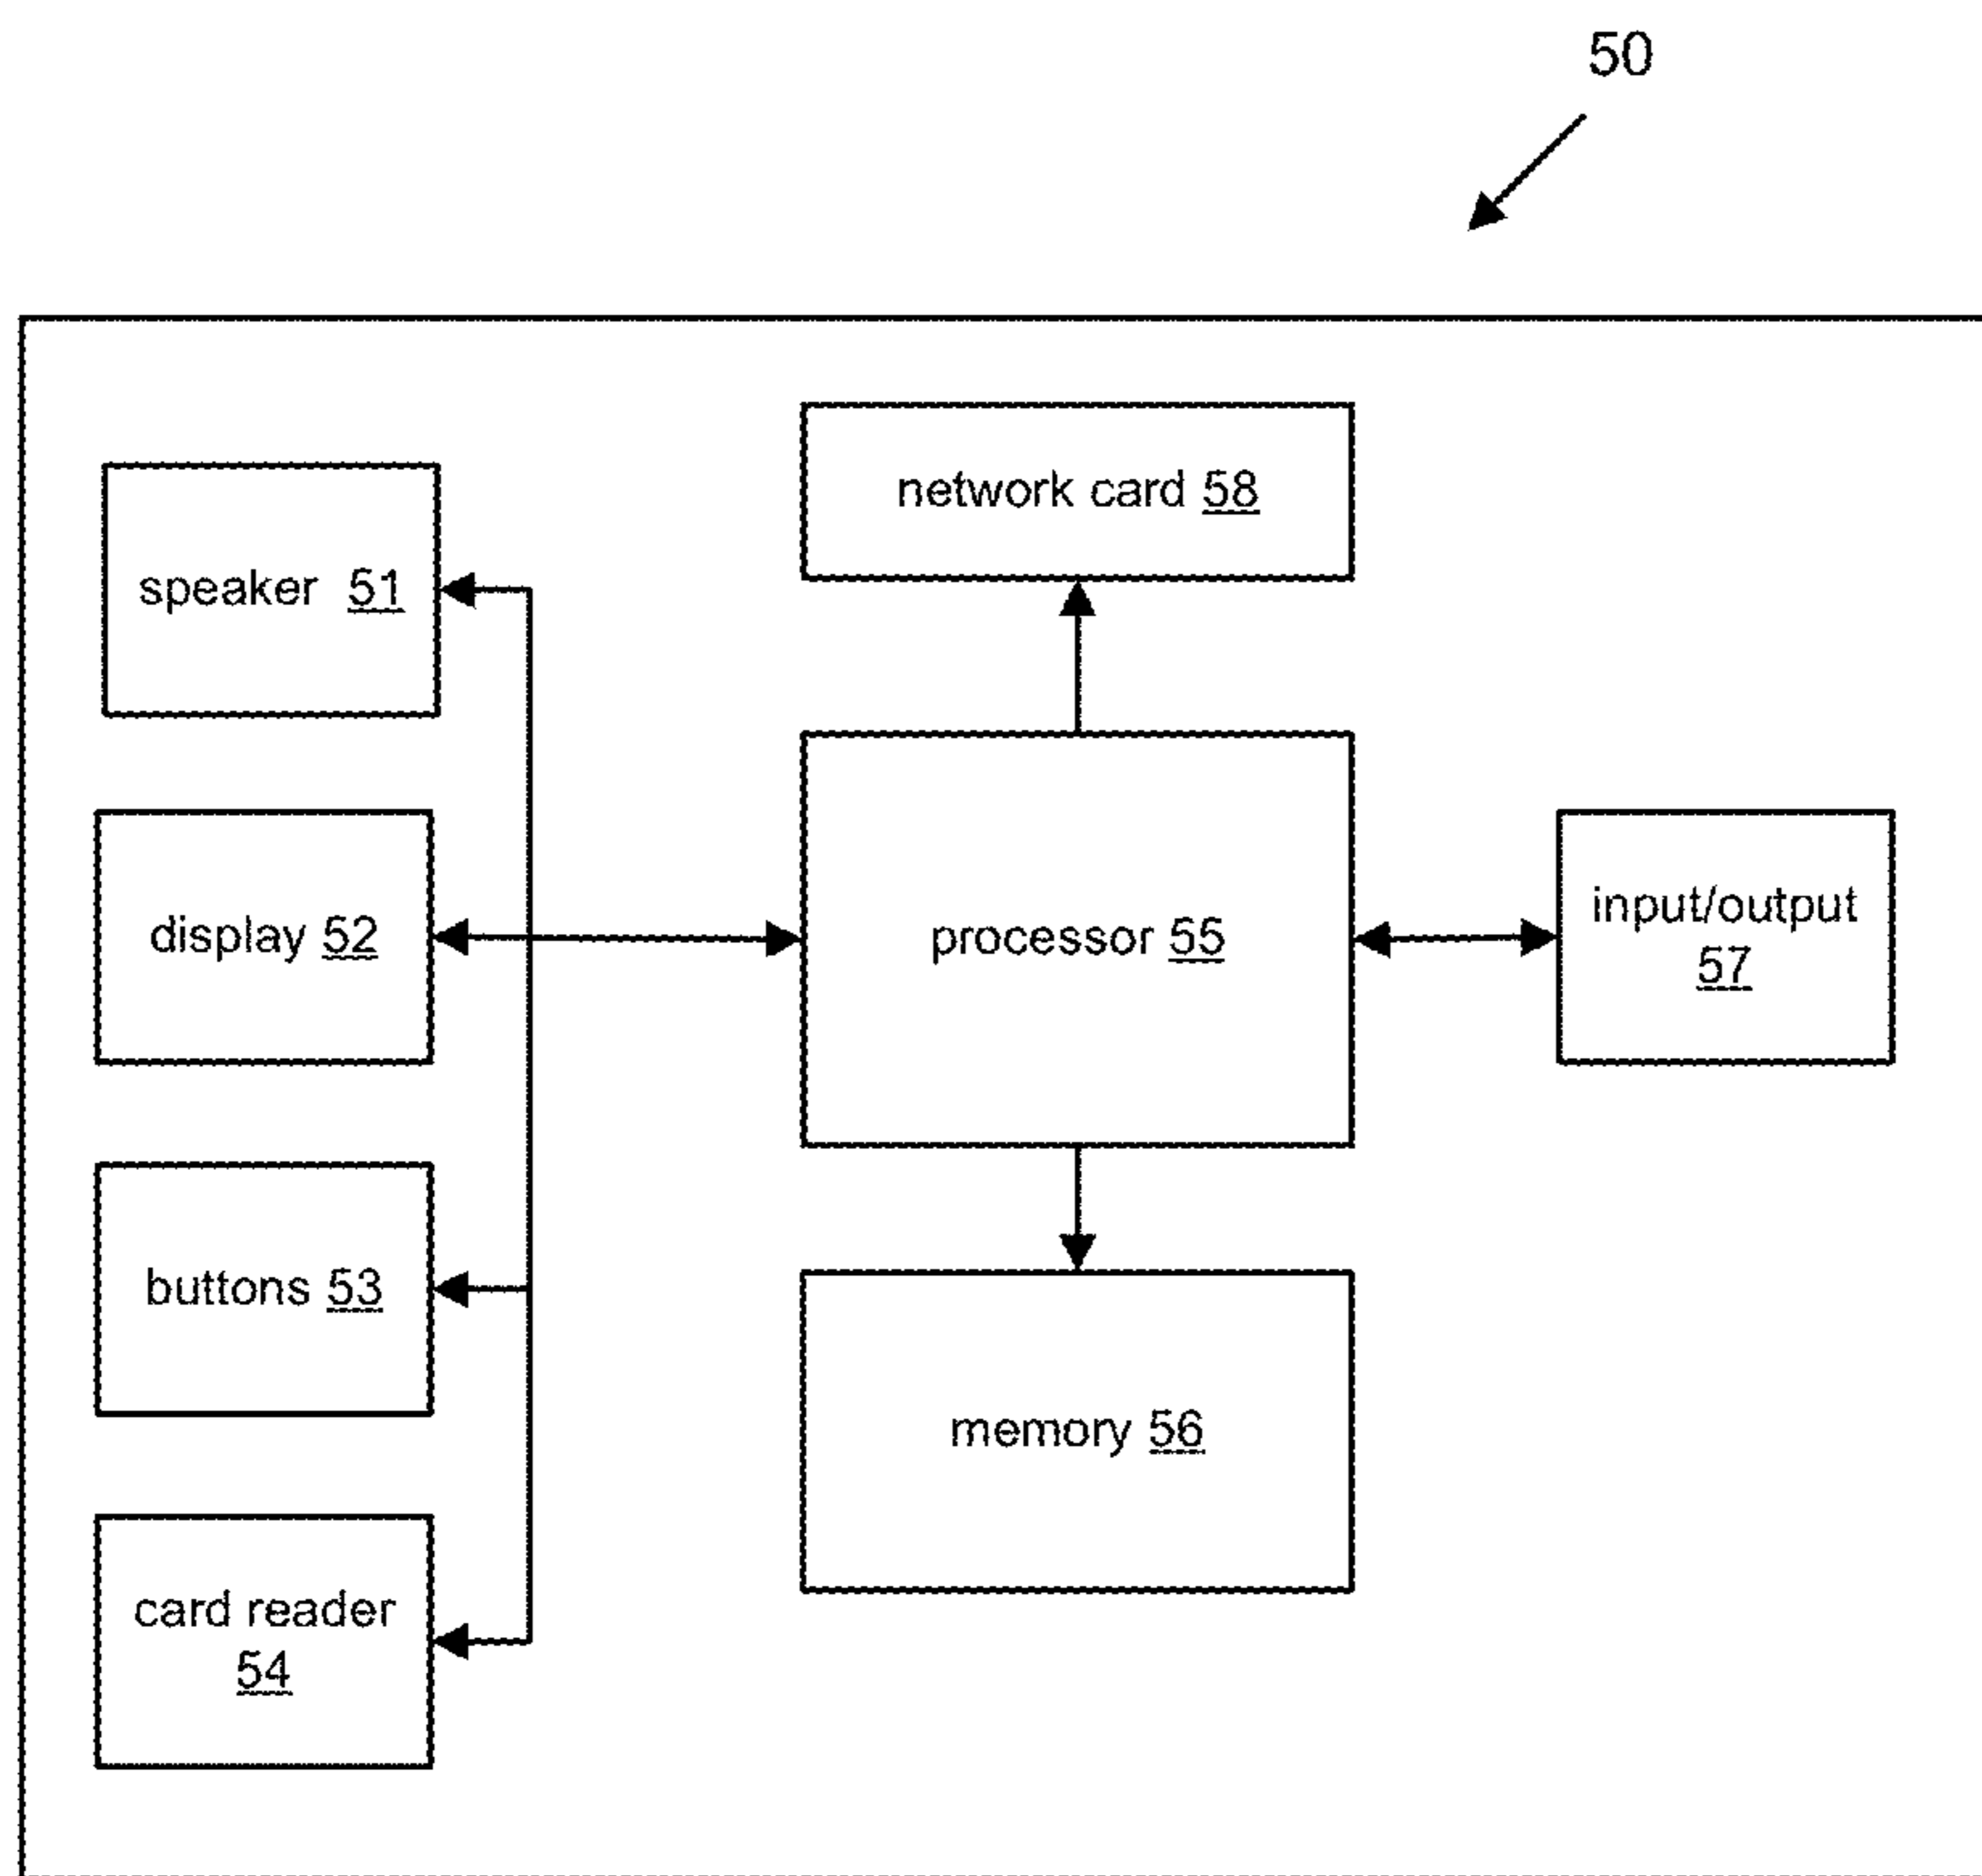 50
network card 58
speaker 51
display 52
processor 55
input/output
57
buttons 53
memory 56
card reader
54